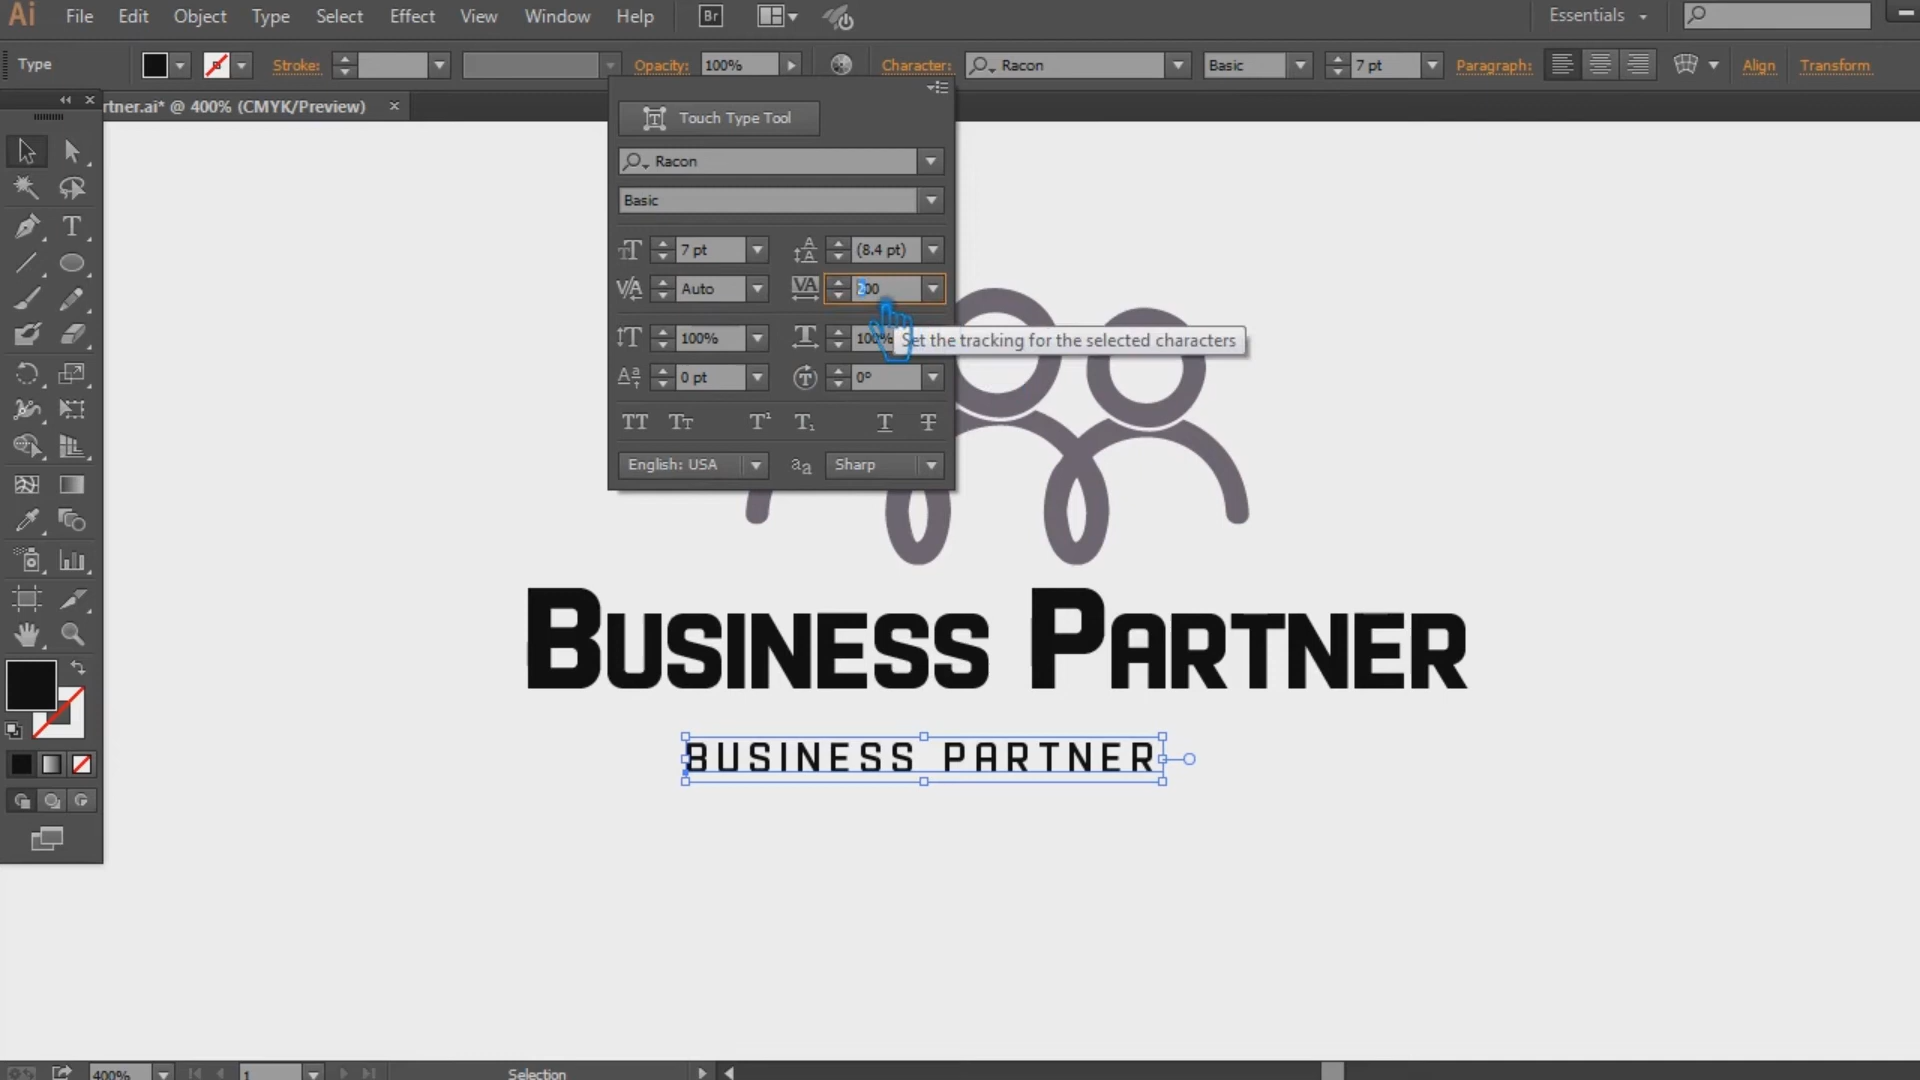 Ai File Edit Object Type Select Effect View Window Help Br Essentials
Type Stroke: Opacity: 100% Character: Racon Basic 7 pt Paragraph: Align Transform
rtner.ai* @ 400% (CMYK/Preview)
Touch Type Tool
Racon
Basic
7 pt (8.4 pt)
Auto 200
100% 100%
Set the tracking for the selected characters
0 pt 0°
English: USA Sharp
BUSINESS PARTNER
BUSINESS PARTNER
400% 1 Selection